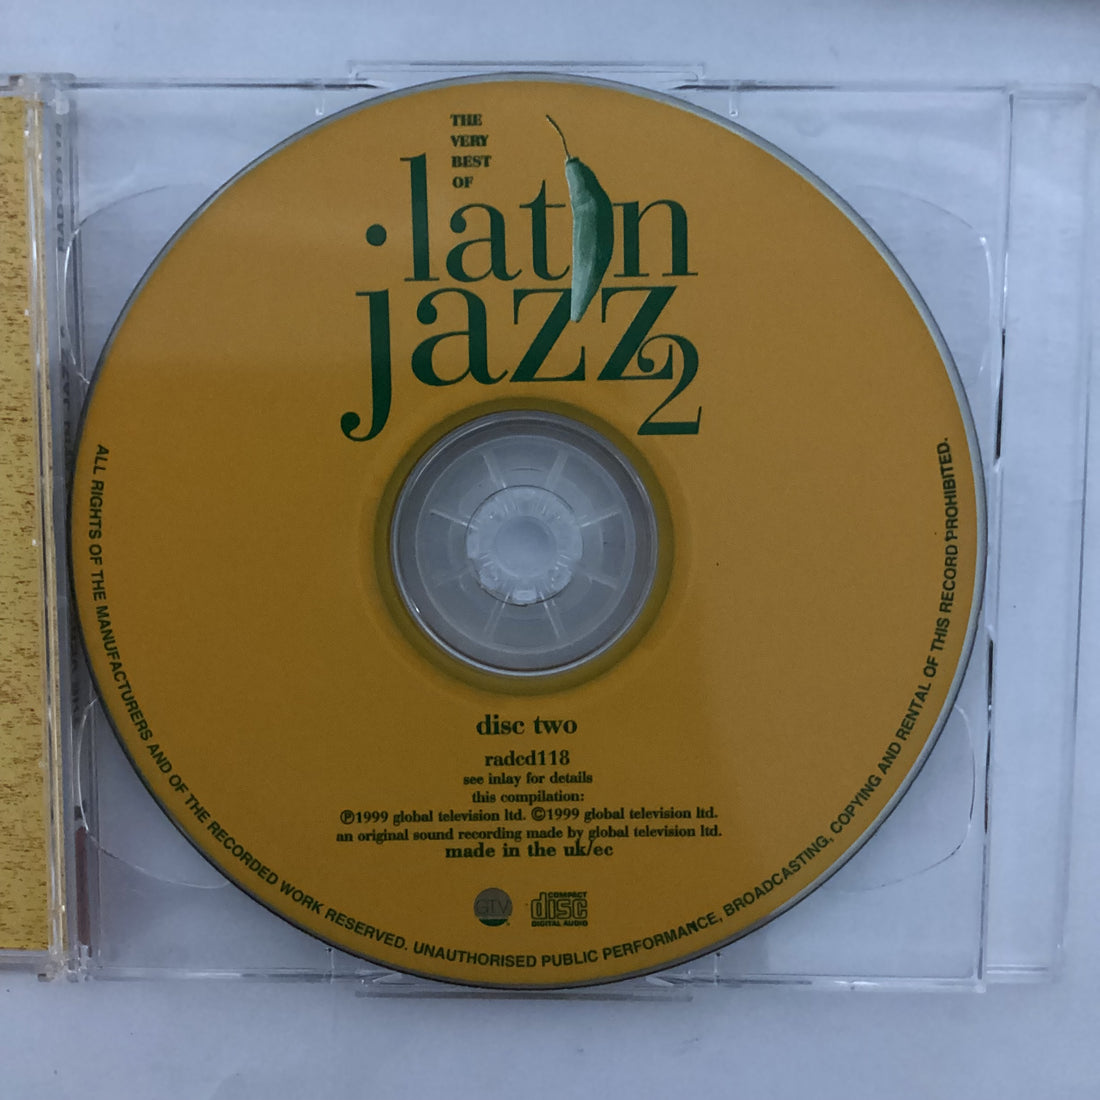 THE
VERY
BEST
OF
latin
jazz
2
disc two
radcd118
see inlay for details
this compilation:
℗1999 global television ltd. ©1999 global television ltd.
an original sound recording made by global television ltd.
made in the uk/ec
GTV
COMPACT
disc
DIGITAL AUDIO
ALL RIGHTS OF THE MANUFACTURERS AND OF THE RECORDED WORK RESERVED. UNAUTHORISED PUBLIC PERFORMANCE, BROADCASTING, COPYING AND RENTAL OF THIS RECORD PROHIBITED.